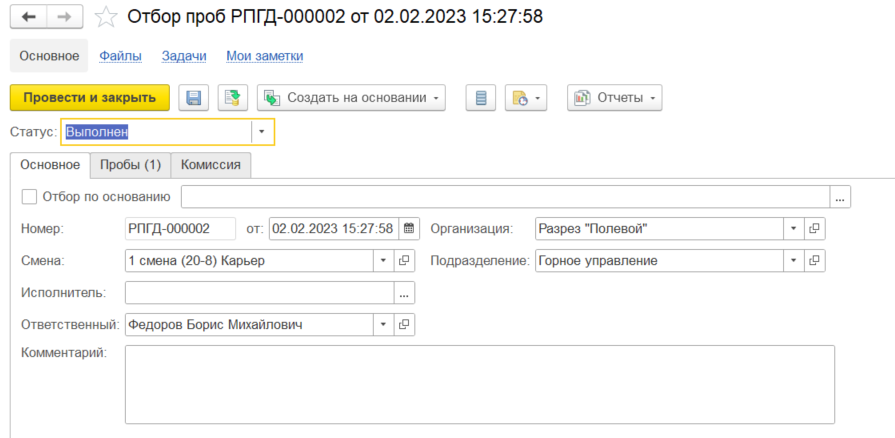 Отбор проб РПГД-000002 от 02.02.2023 15:27:58
Основное Файлы Задачи Мои заметки
Провести и закрыть Создать на основании Отчеты
Статус: Выполнен
Основное Пробы (1) Комиссия
Отбор по основанию ...
Номер: РПГД-000002 от: 02.02.2023 15:27:58 Организация: Разрез "Полевой"
Смена: 1 смена (20-8) Карьер Подразделение: Горное управление
Исполнитель: ...
Ответственный: Федоров Борис Михайлович
Комментарий: